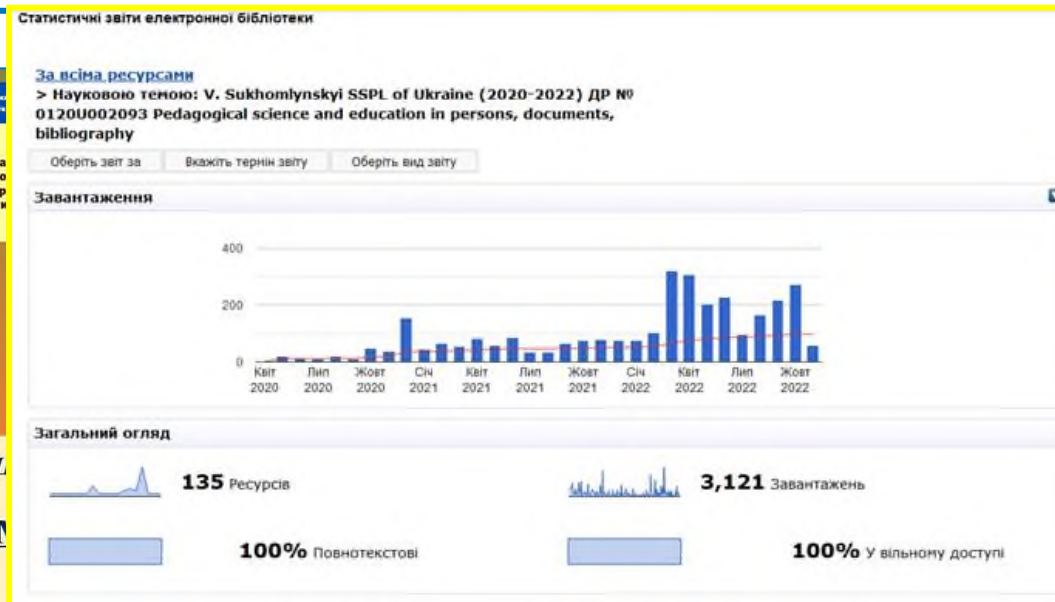 Статистичні звіти електронної бібліотеки
За всіма ресурсами
> Науковою темою: V. Sukhomlynskyi SSPL of Ukraine (2020-2022) ДР №
0120U002093 Pedagogical science and education in persons, documents,
bibliography
Оберіть звіт за Вкажіть термін звіту Оберіть вид звіту
Завантаження
400
200
0
Квіт Лип Жовт Січ Квіт Лип Жовт Січ Квіт Лип Жовт
2020 2020 2020 2021 2021 2021 2021 2022 2022 2022 2022
Загальний огляд
135 Ресурсів 3,121 Завантажень
100% Повнотекстові 100% У вільному доступі